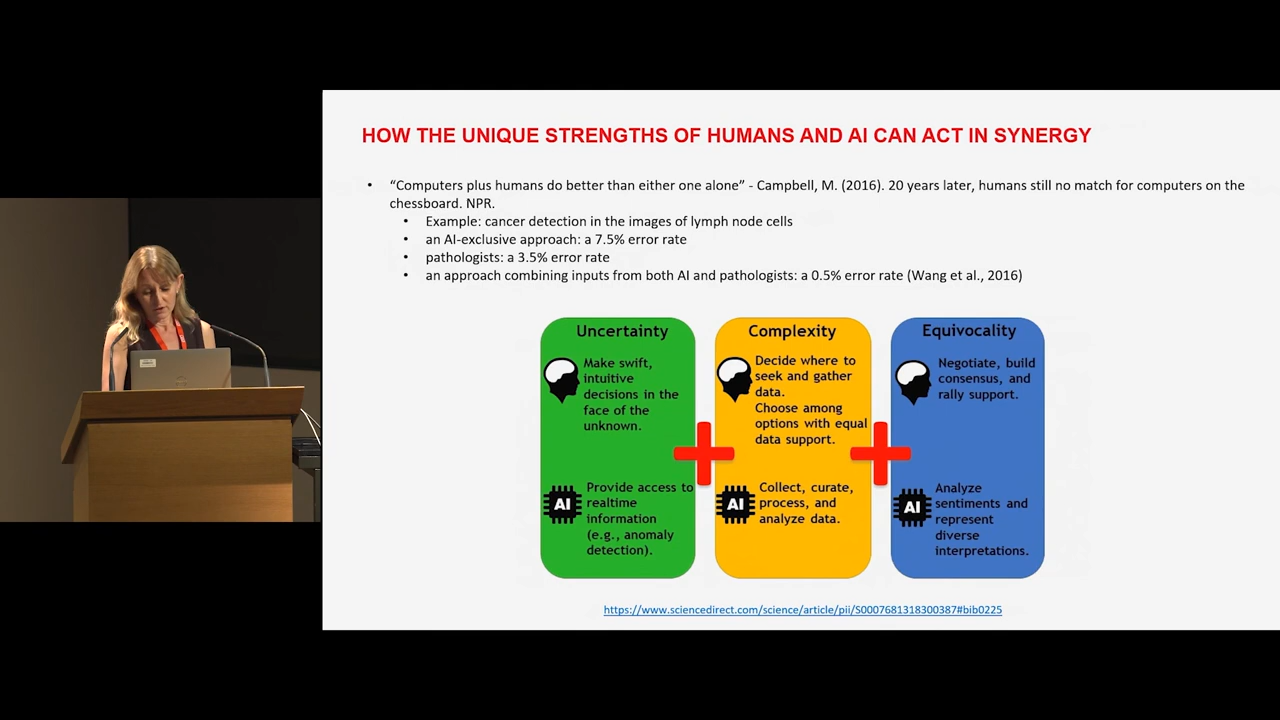 HOW THE UNIQUE STRENGTHS OF HUMANS AND AI CAN ACT IN SYNERGY
• “Computers plus humans do better than either one alone” - Campbell, M. (2016). 20 years later, humans still no match for computers on the
chessboard. NPR.
• Example: cancer detection in the images of lymph node cells
• an AI-exclusive approach: a 7.5% error rate
• pathologists: a 3.5% error rate
• an approach combining inputs from both AI and pathologists: a 0.5% error rate (Wang et al., 2016)
Uncertainty
Make swift,
intuitive
decisions in the
face of the
unknown.
AI
Provide access to
realtime
information
(e.g., anomaly
detection).
Complexity
Decide where to
seek and gather
data.
Choose among
options with equal
data support.
AI
Collect, curate,
process, and
analyze data.
Equivocality
Negotiate, build
consensus, and
rally support.
AI
Analyze
sentiments and
represent
diverse
interpretations.
https://www.sciencedirect.com/science/article/pii/S0007681318300387#bib0225